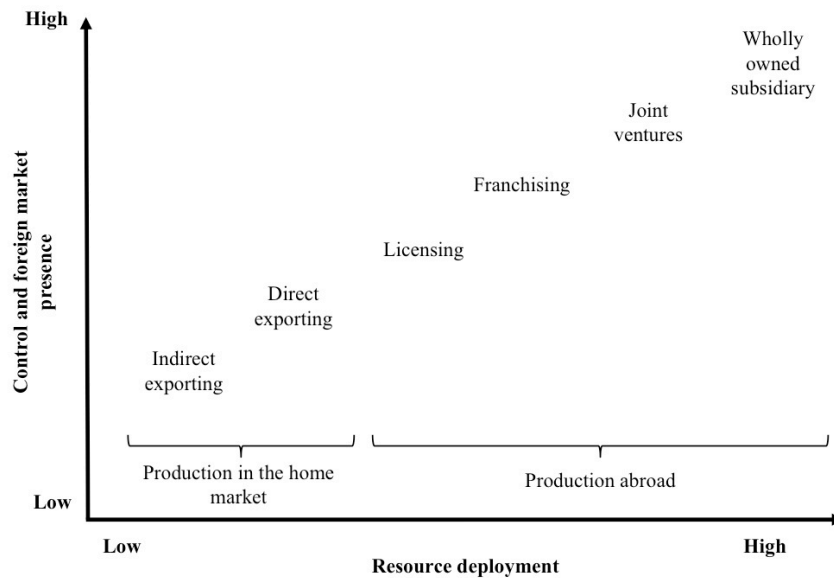 High
Wholly
owned
subsidiary
Joint
ventures
Franchising
Licensing
Direct
exporting
Indirect
exporting
Control and foreign market
presence
Production in the home
market
Production abroad
Low
Low
High
Resource deployment